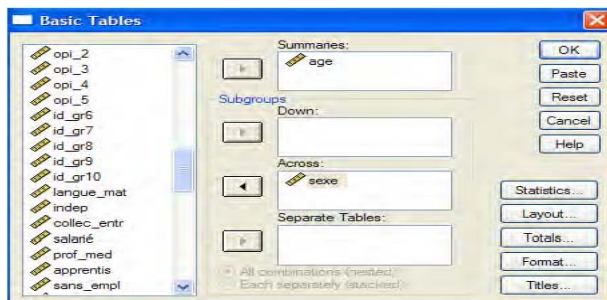 Basic Tables
opi_2
opi_3
opi_4
opi_5
id_gr6
id_gr7
id_gr8
id_gr9
id_gr10
langue_mat
indep
collec_entr
salarié
prof_med
apprentis
sans_empl
Summaries:
age
Subgroups
Down:
Across:
sexe
Separate Tables:
All combinations (nested)
Each separately (stacked)
OK
Paste
Reset
Cancel
Help
Statistics...
Layout...
Totals...
Format...
Titles...